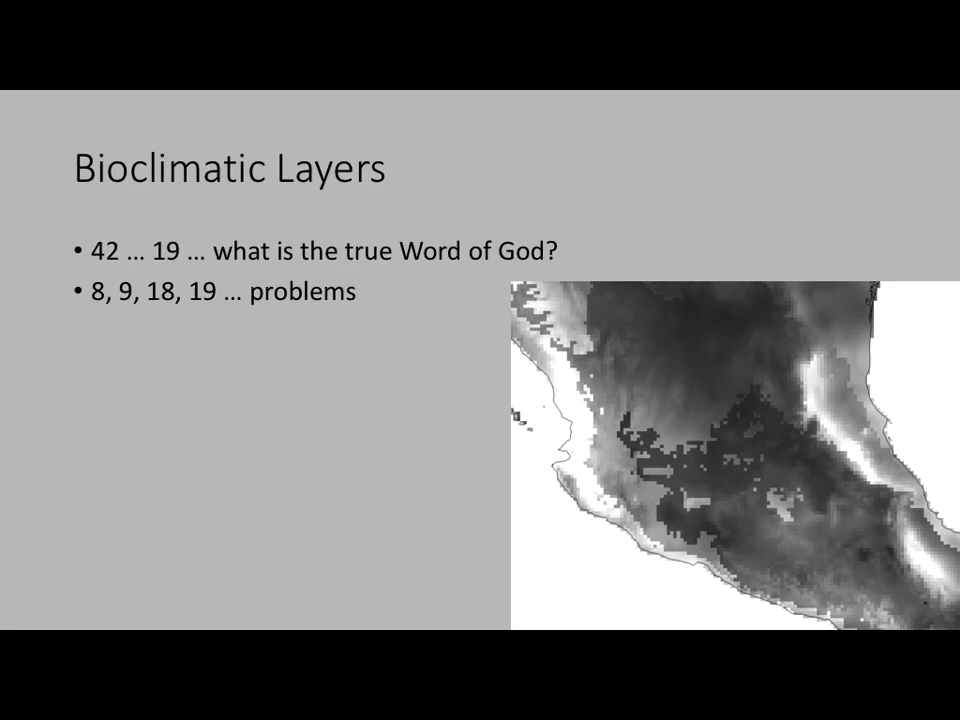 Bioclimatic Layers
• 42 … 19 … what is the true Word of God?
• 8, 9, 18, 19 … problems